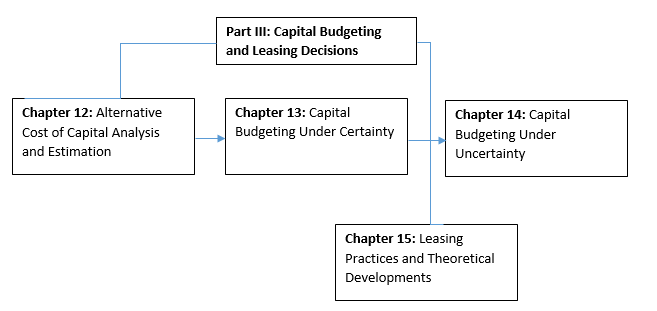 Part III: Capital Budgeting
and Leasing Decisions
Chapter 12: Alternative
Cost of Capital Analysis
and Estimation
Chapter 13: Capital
Budgeting Under Certainty
Chapter 14: Capital
Budgeting Under
Uncertainty
Chapter 15: Leasing
Practices and Theoretical
Developments